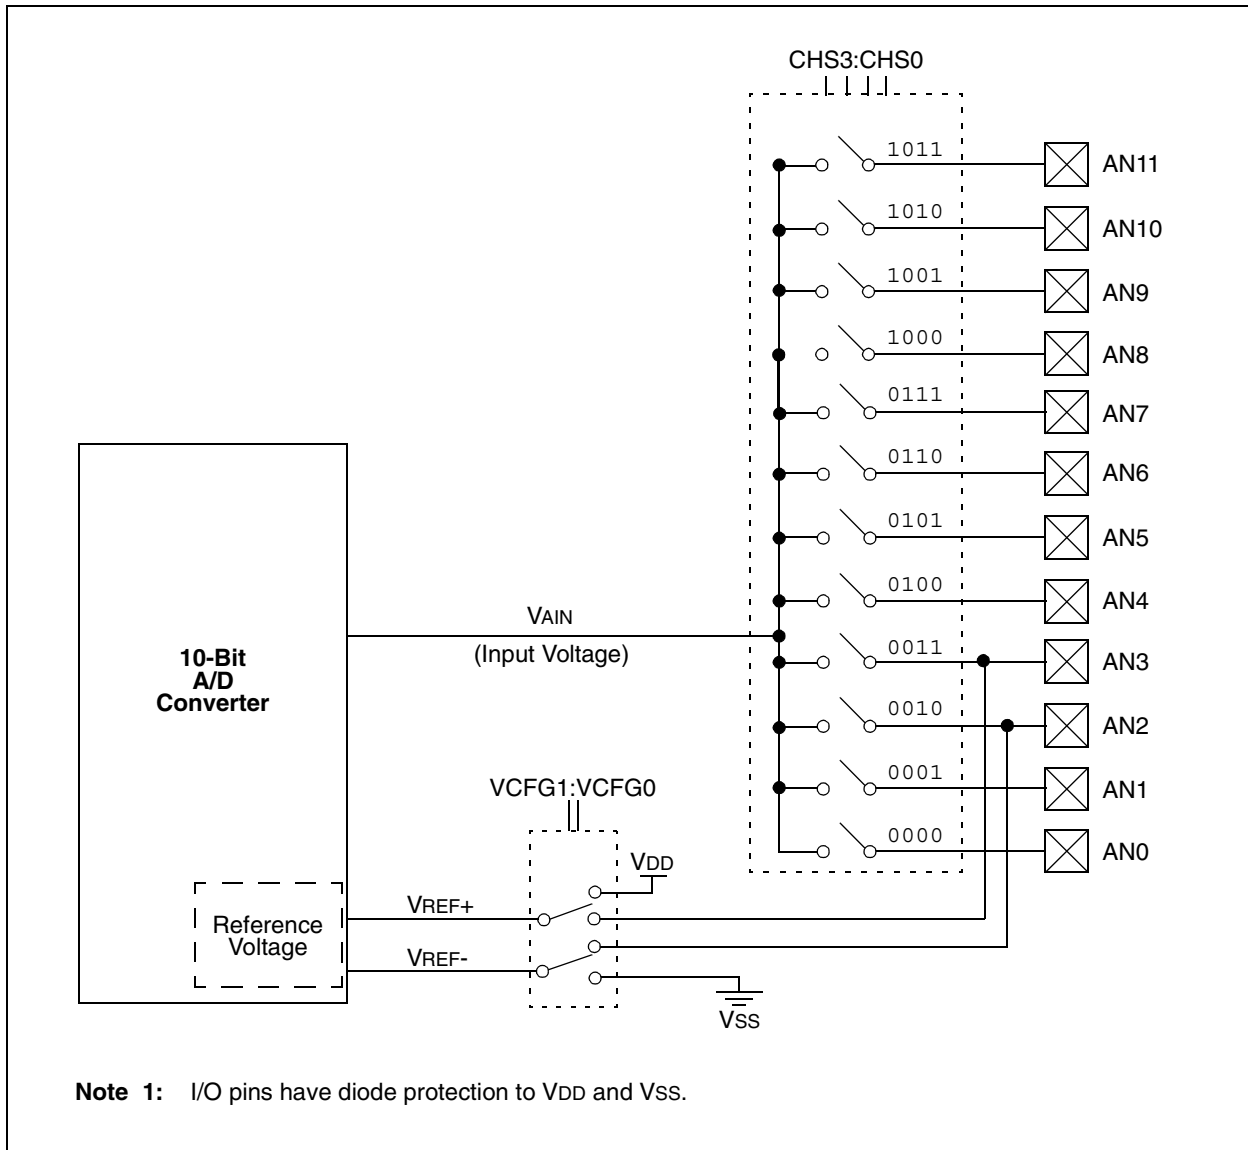 CHS3:CHS0
1011
AN11
1010
AN10
1001
AN9
1000
AN8
0111
AN7
0110
AN6
0101
AN5
0100
AN4
VAIN
(Input Voltage)
10-Bit
A/D
Converter
0011
AN3
0010
AN2
0001
AN1
VCFG1:VCFG0
0000
AN0
VDD
VREF+
Reference
Voltage
VREF-
VSS
Note 1: I/O pins have diode protection to VDD and VSS.